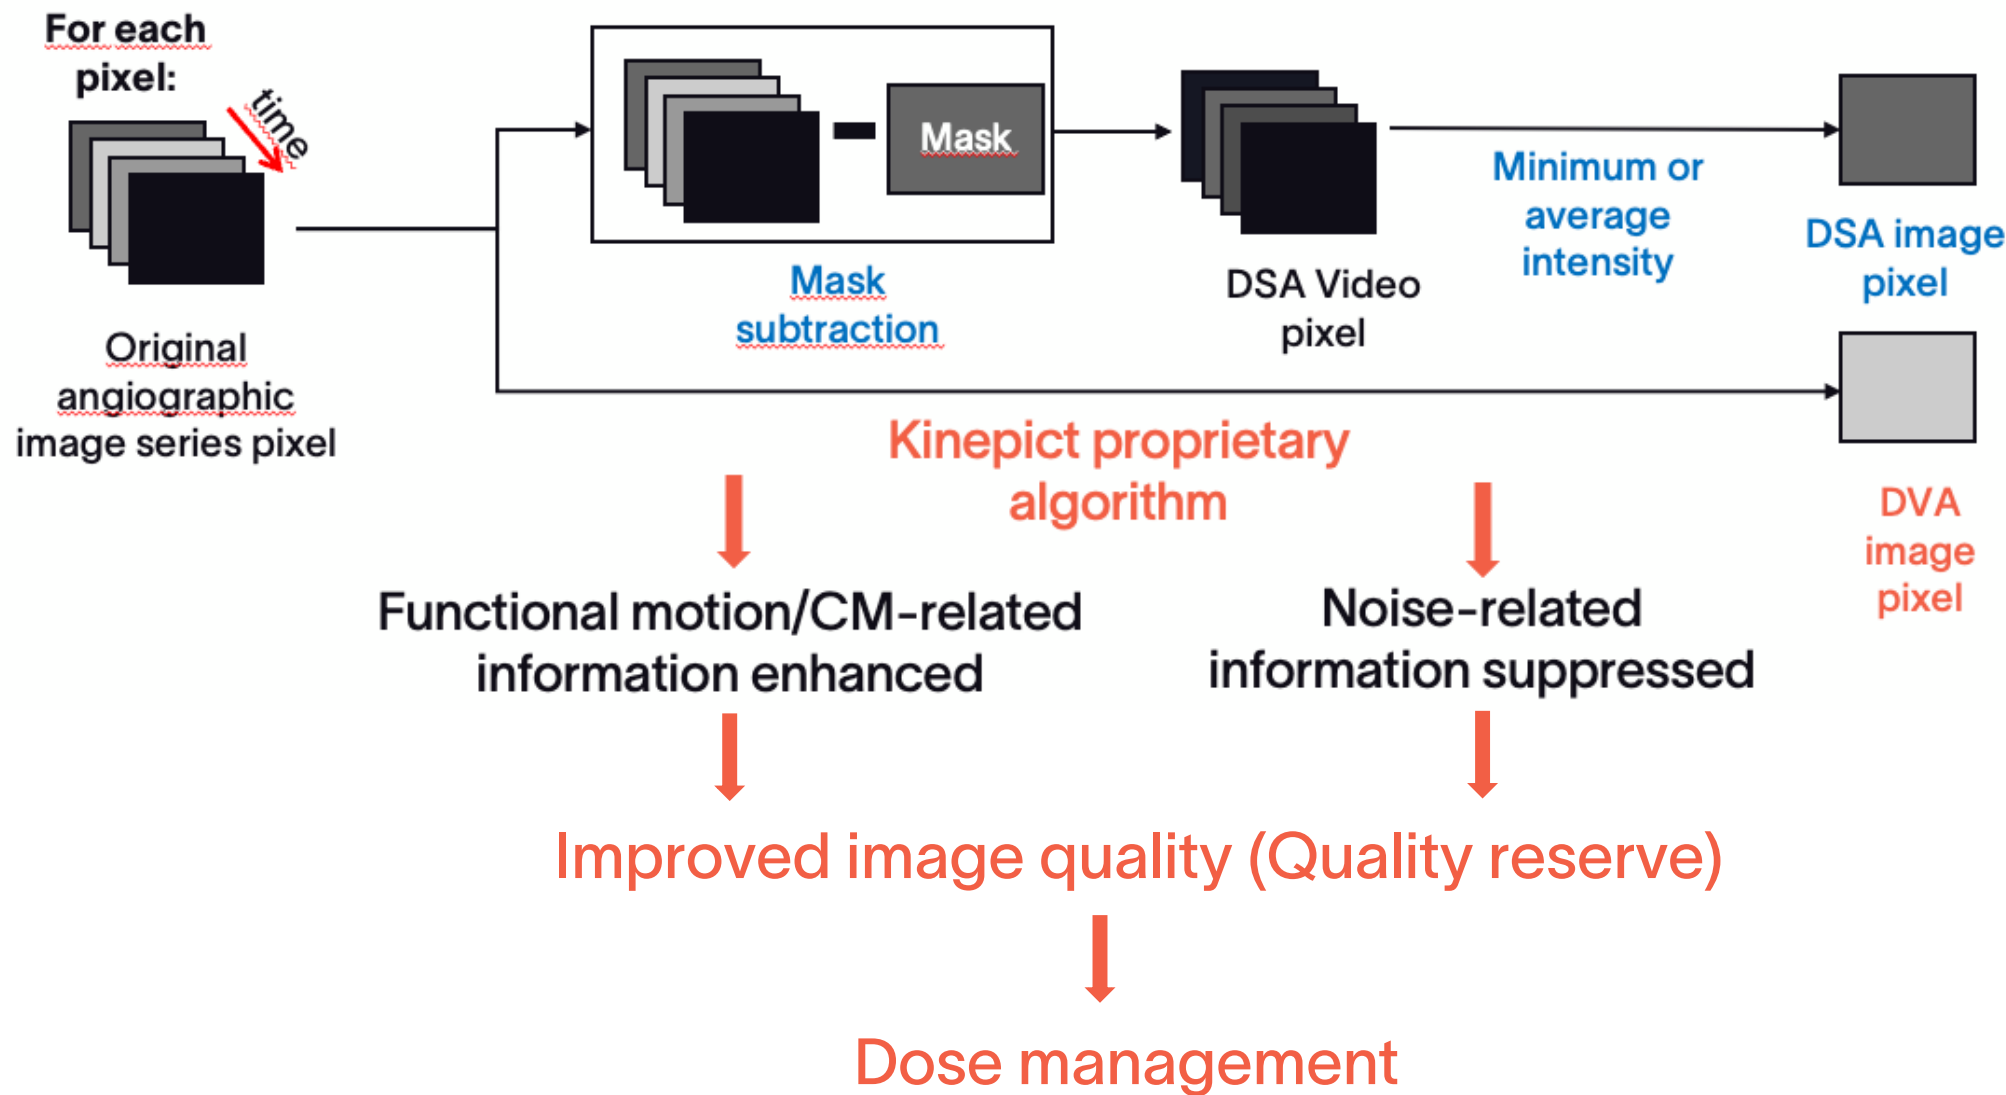 For each
pixel:
time
Original
angiographic
image series pixel
Mask
Mask
subtraction
DSA Video
pixel
Minimum or
average
intensity
DSA image
pixel
Kinepict proprietary
algorithm
DVA
image
pixel
Functional motion/CM-related
information enhanced
Noise-related
information suppressed
Improved image quality (Quality reserve)
Dose management